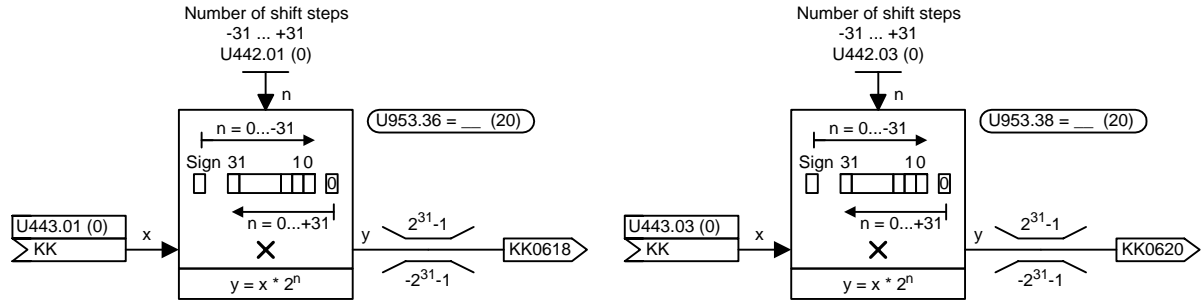 Number of shift steps
-31 ... +31
U442.01 (0)
n
U953.36 = __ (20)
n = 0...-31
Sign 31 1 0
0
n = 0...+31
U443.01 (0)
KK
x
y
2^31-1
-2^31-1
KK0618
y = x * 2^n
Number of shift steps
-31 ... +31
U442.03 (0)
n
U953.38 = __ (20)
n = 0...-31
Sign 31 1 0
0
n = 0...+31
U443.03 (0)
KK
x
y
2^31-1
-2^31-1
KK0620
y = x * 2^n